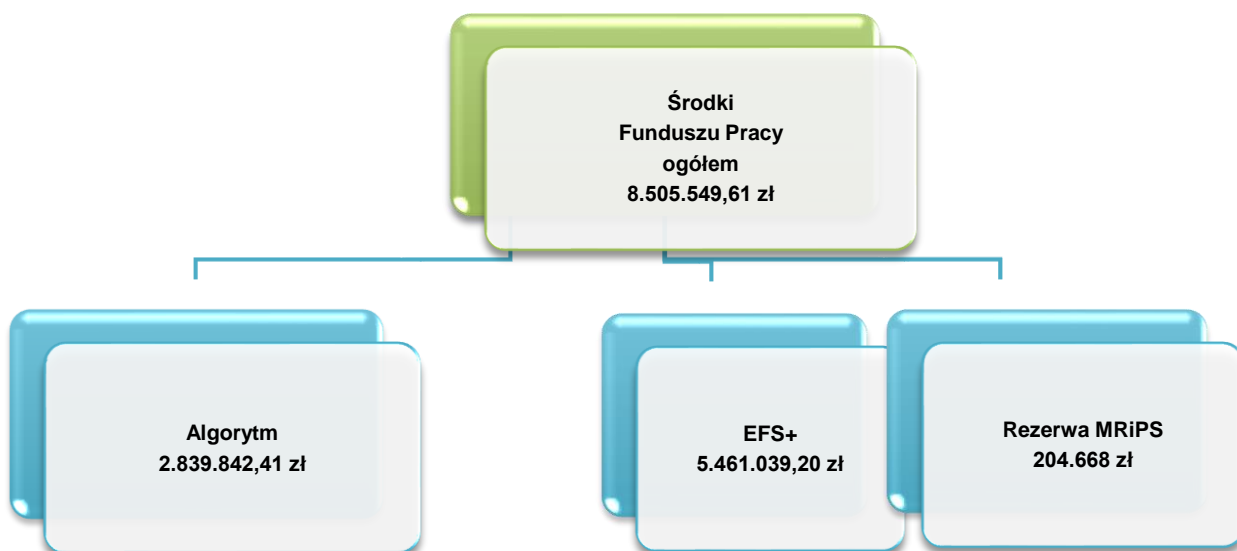 Środki
Funduszu Pracy
ogółem
8.505.549,61 zł
Algorytm
2.839.842,41 zł
EFS+
5.461.039,20 zł
Rezerwa MRiPS
204.668 zł